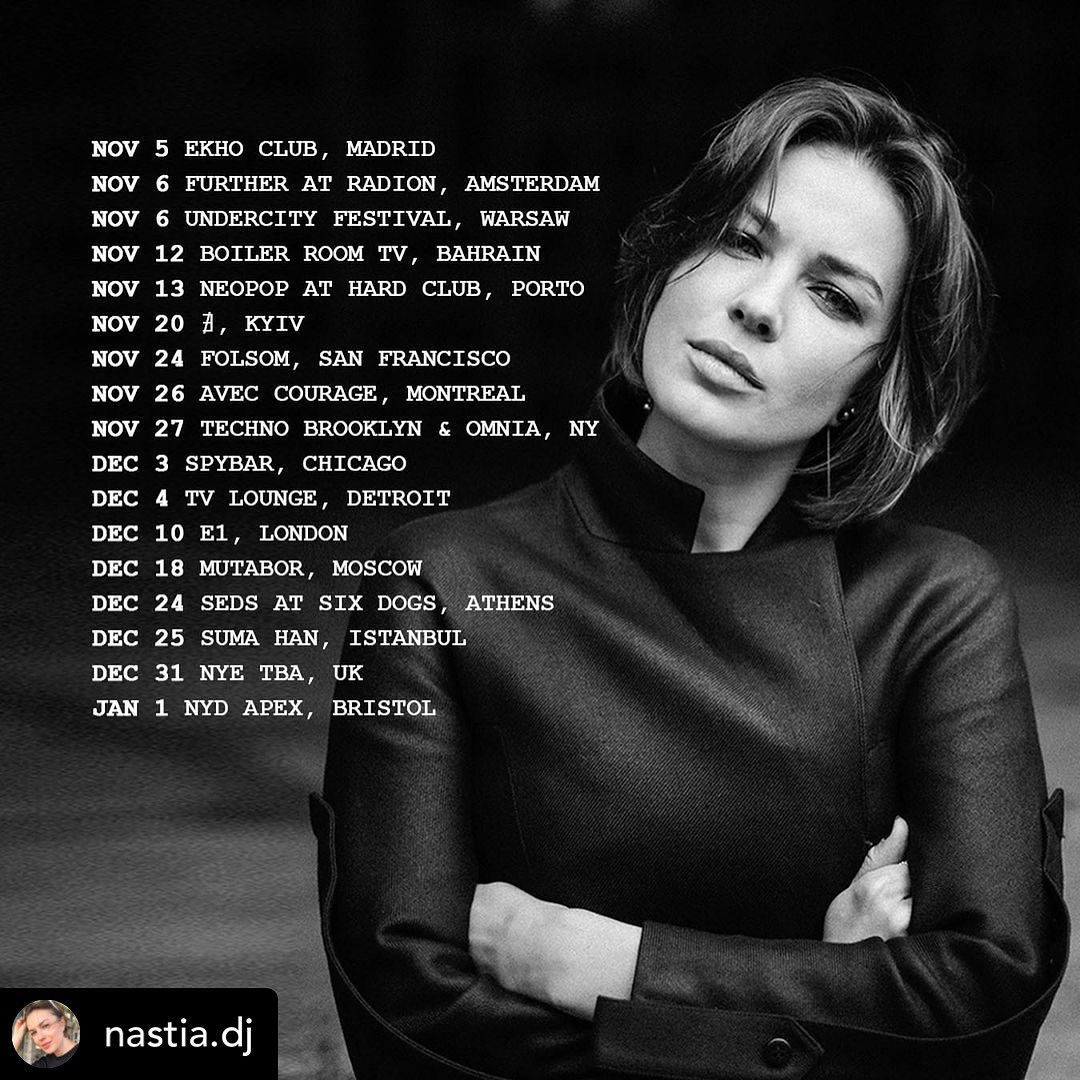 NOV 5 EKHO CLUB, MADRID
NOV 6 FURTHER AT RADION, AMSTERDAM
NOV 6 UNDERCITY FESTIVAL, WARSAW
NOV 12 BOILER ROOM TV, BAHRAIN
NOV 13 NEOPOP AT HARD CLUB, PORTO
NOV 20 ∄, KYIV
NOV 24 FOLSOM, SAN FRANCISCO
NOV 26 AVEC COURAGE, MONTREAL
NOV 27 TECHNO BROOKLYN & OMNIA, NY
DEC 3 SPYBAR, CHICAGO
DEC 4 TV LOUNGE, DETROIT
DEC 10 E1, LONDON
DEC 18 MUTABOR, MOSCOW
DEC 24 SEDS AT SIX DOGS, ATHENS
DEC 25 SUMA HAN, ISTANBUL
DEC 31 NYE TBA, UK
JAN 1 NYD APEX, BRISTOL
nastia.dj